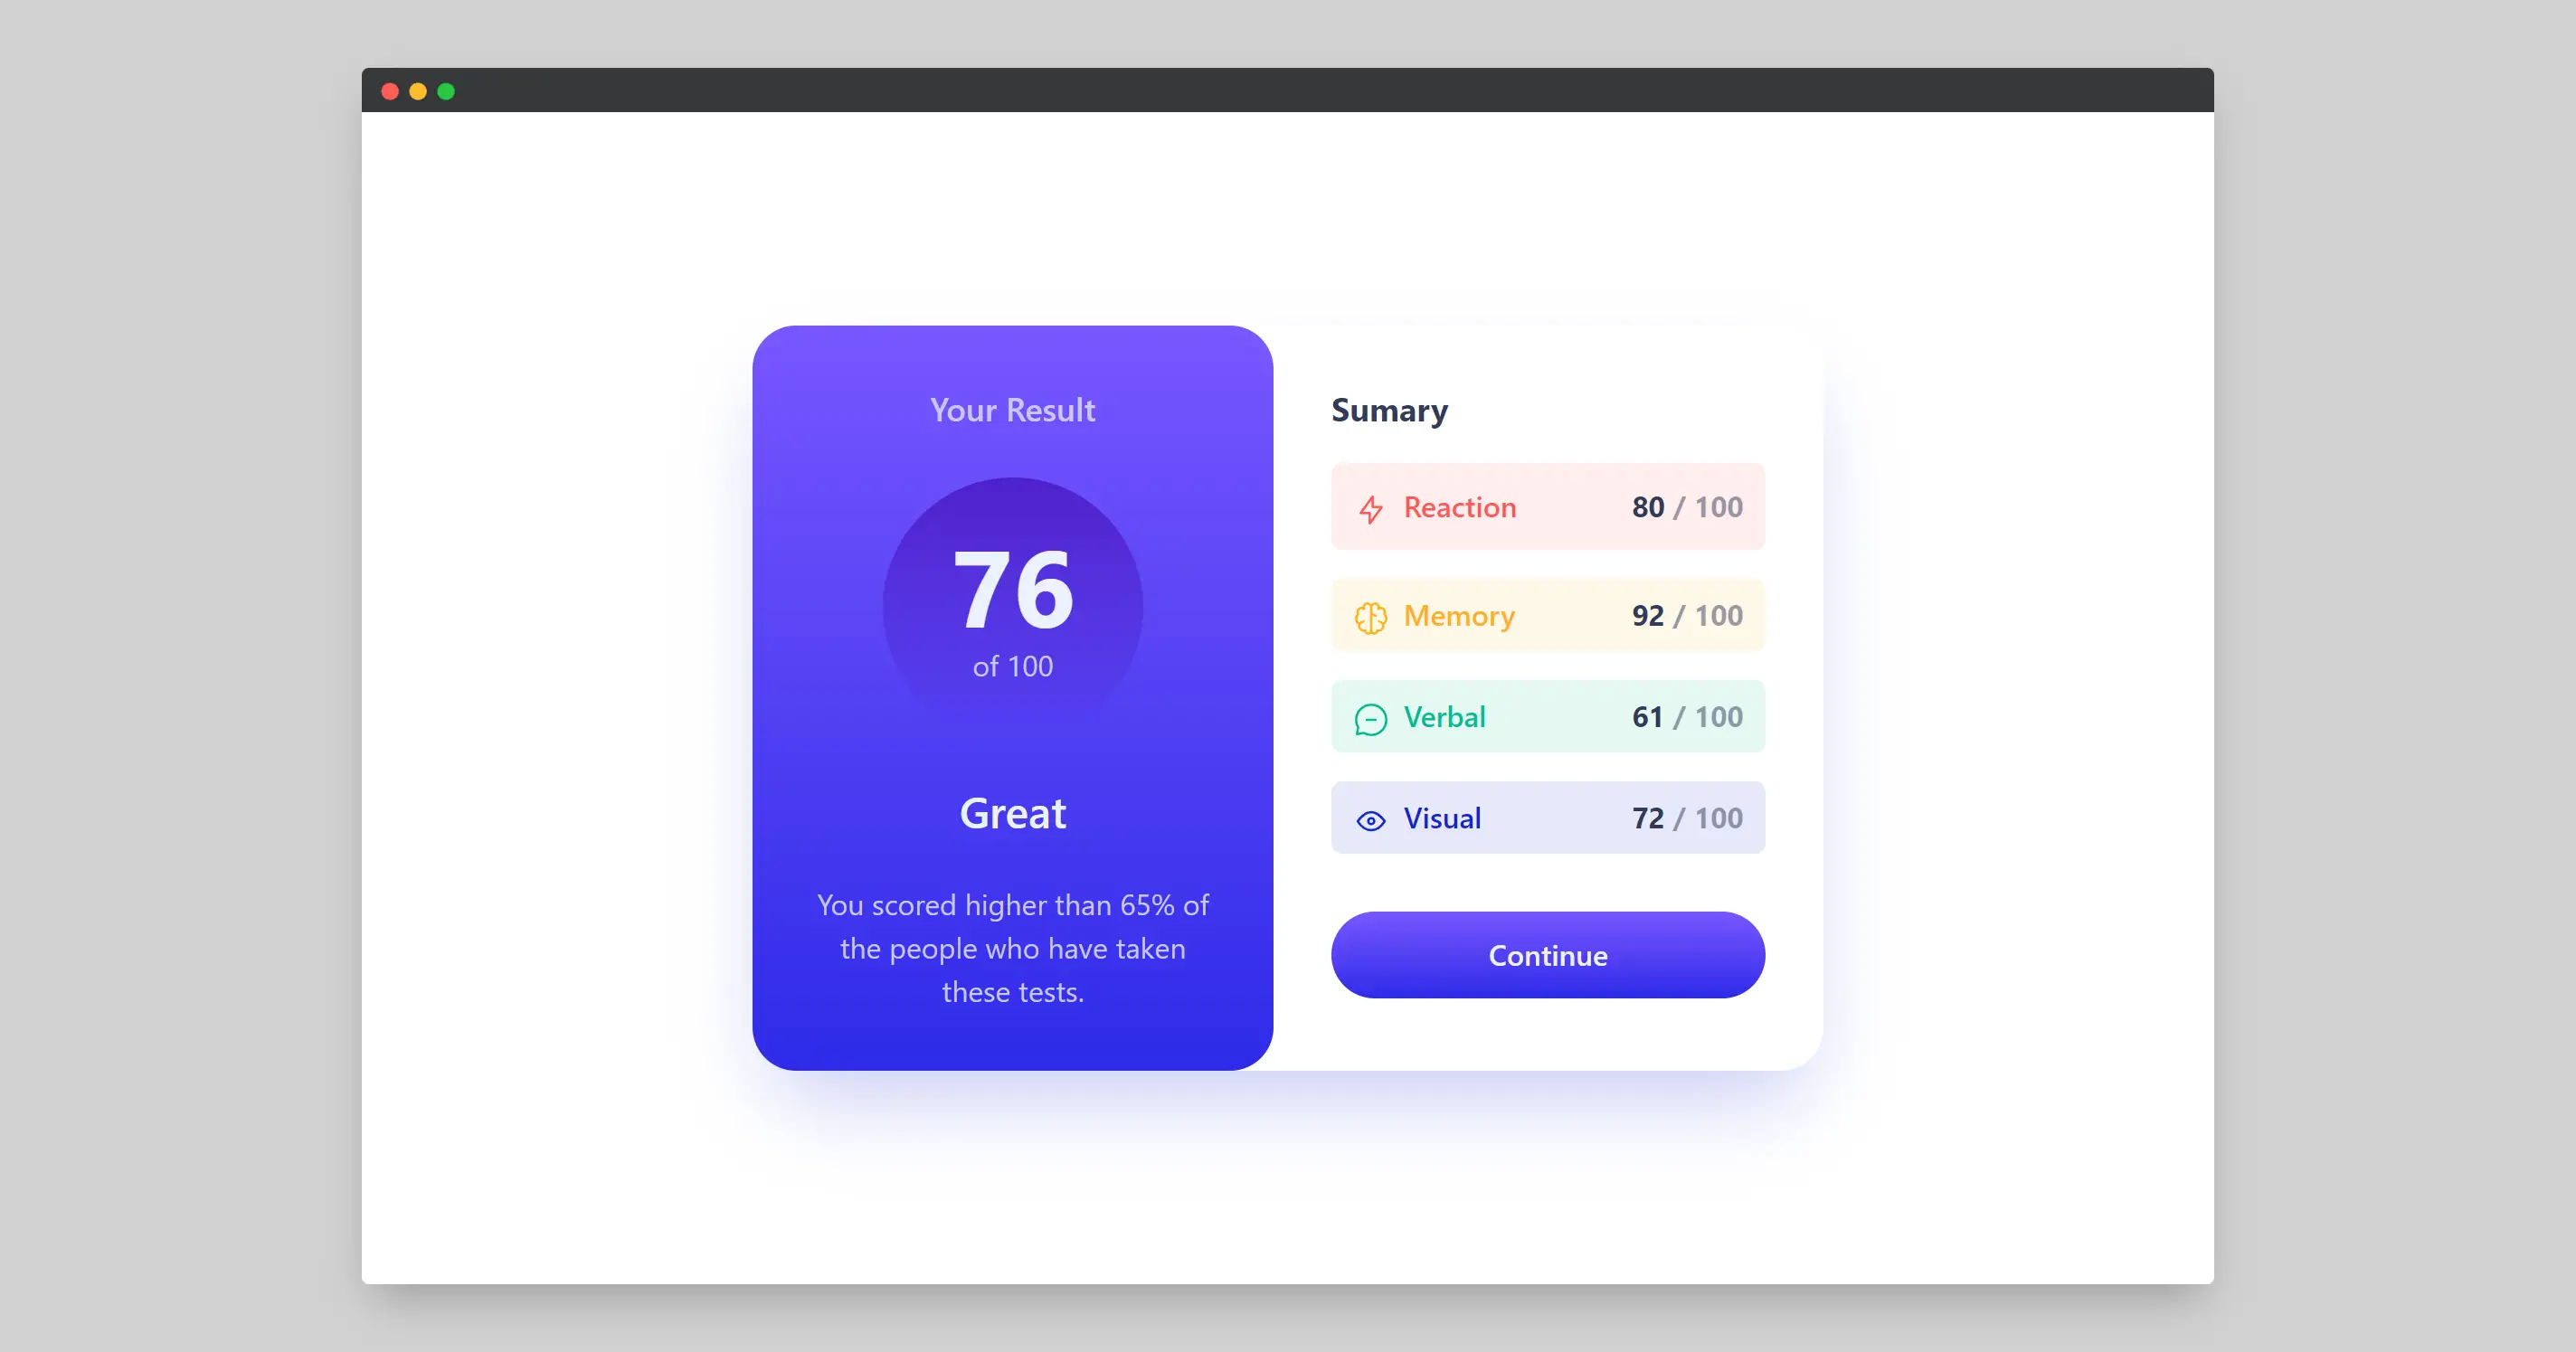 Your Result
76
of 100
Great
You scored higher than 65% of
the people who have taken
these tests.
Sumary
Reaction 80 / 100
Memory 92 / 100
Verbal 61 / 100
Visual 72 / 100
Continue